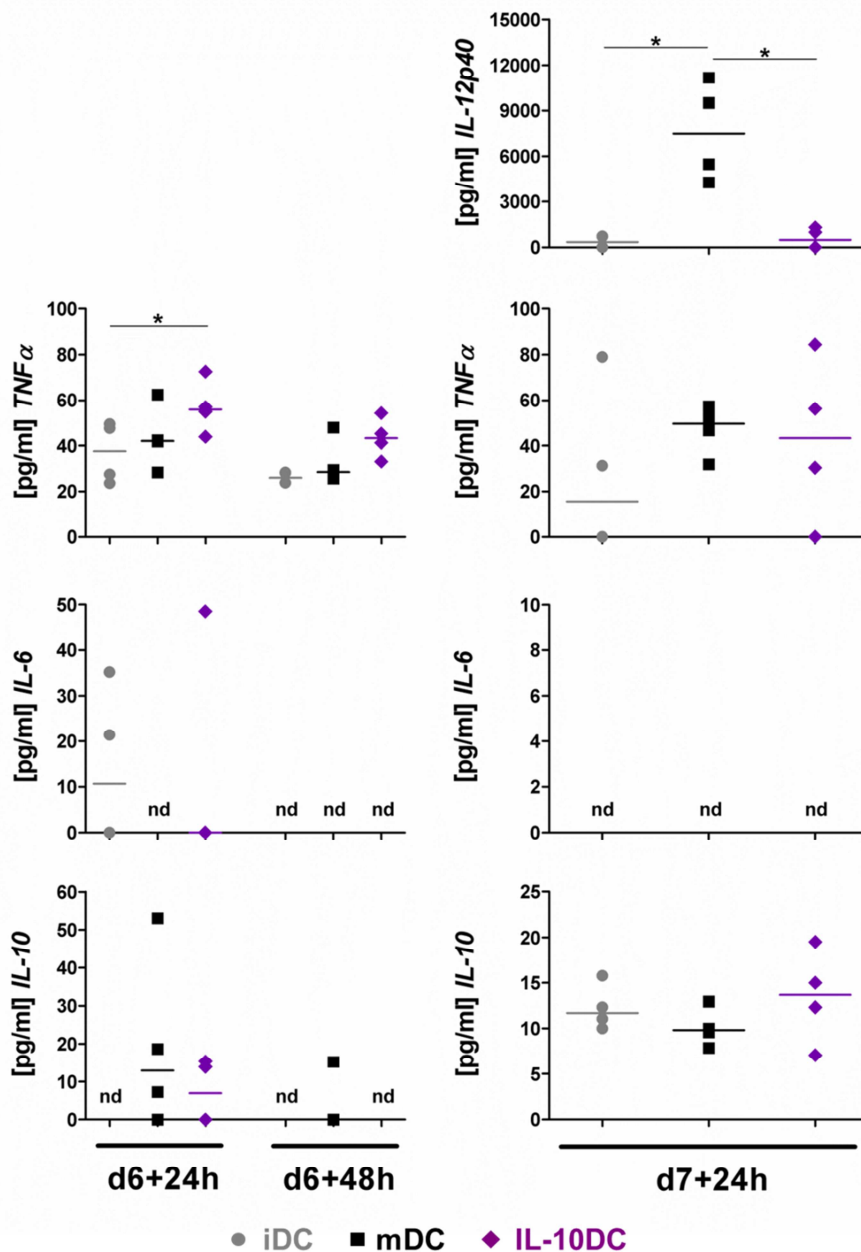 15000
12000
9000
6000
3000
0
[pg/ml] IL-12p40
*
*
100
80
60
40
20
0
[pg/ml] TNFα
*
100
80
60
40
20
0
[pg/ml] TNFα
50
40
30
20
10
0
[pg/ml] IL-6
nd
nd
nd
nd
10
8
6
4
2
0
[pg/ml] IL-6
nd
nd
nd
60
50
40
30
20
10
0
[pg/ml] IL-10
nd
nd
nd
25
20
15
10
5
0
[pg/ml] IL-10
d6+24h
d6+48h
d7+24h
iDC
mDC
IL-10DC